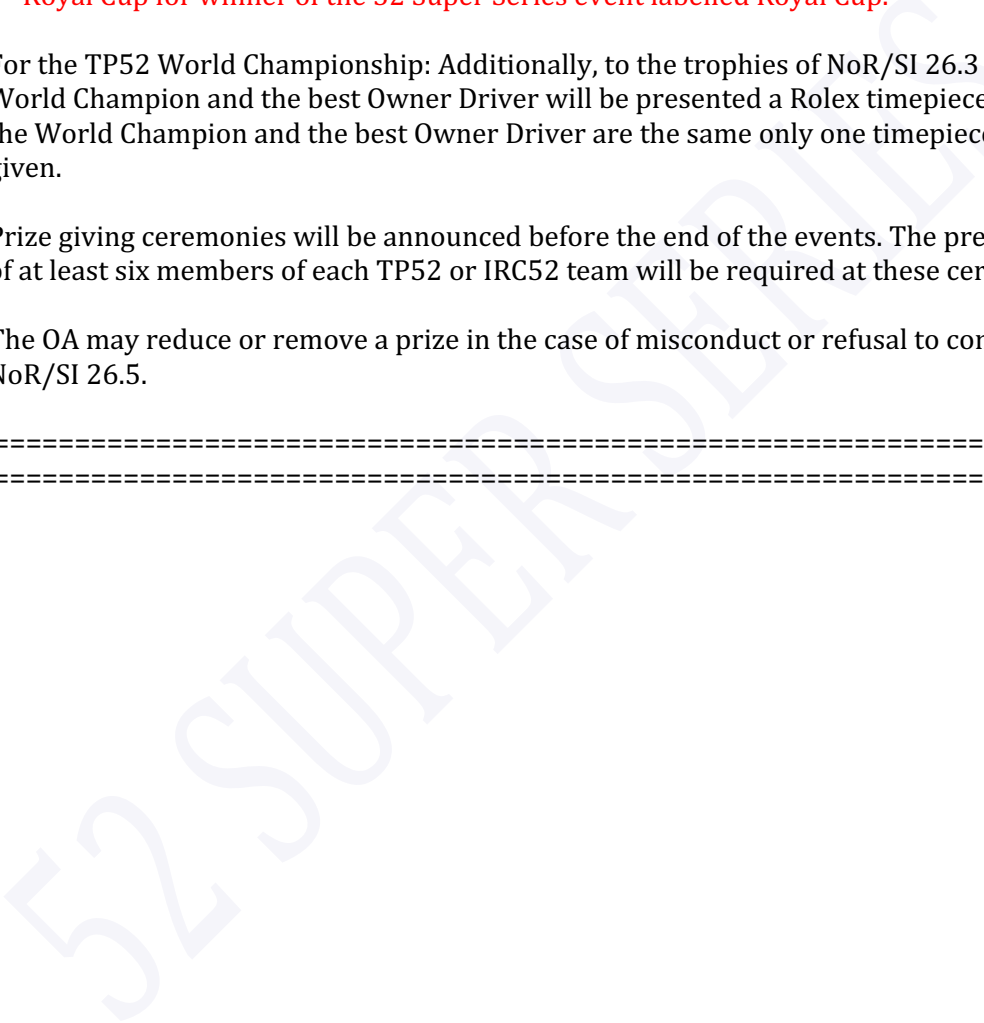 Royal Cup for winner of the 52 Super Series event labelled Royal Cup.
For the TP52 World Championship: Additionally, to the trophies of NoR/SI 26.3
World Champion and the best Owner Driver will be presented a Rolex timepiece
the World Champion and the best Owner Driver are the same only one timepiece
given.
Prize giving ceremonies will be announced before the end of the events. The pre
of at least six members of each TP52 or IRC52 team will be required at these cer
The OA may reduce or remove a prize in the case of misconduct or refusal to
NoR/SI 26.5.
==============================================================
==============================================================
52 SUPER SERIES